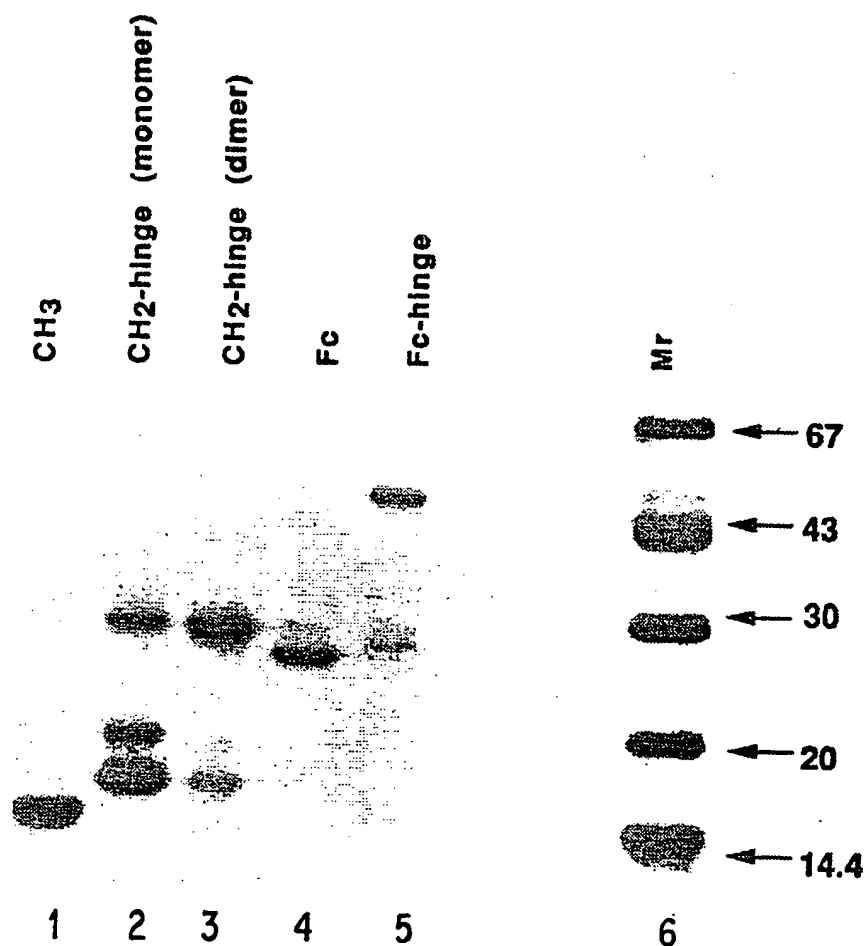 CH3
CH2-hinge (monomer)
CH2-hinge (dimer)
Fc
Fc-hinge
Mr
67
43
30
20
14.4
1 2 3 4 5 6